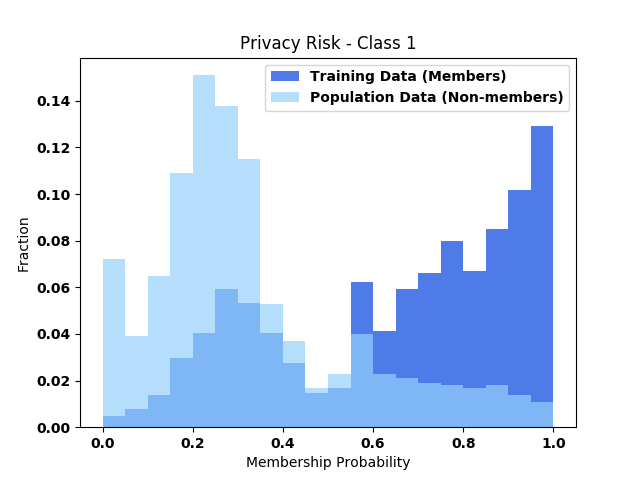 Privacy Risk - Class 1
Training Data (Members)
Population Data (Non-members)
Fraction
0.14
0.12
0.10
0.08
0.06
0.04
0.02
0.00
0.0 0.2 0.4 0.6 0.8 1.0
Membership Probability